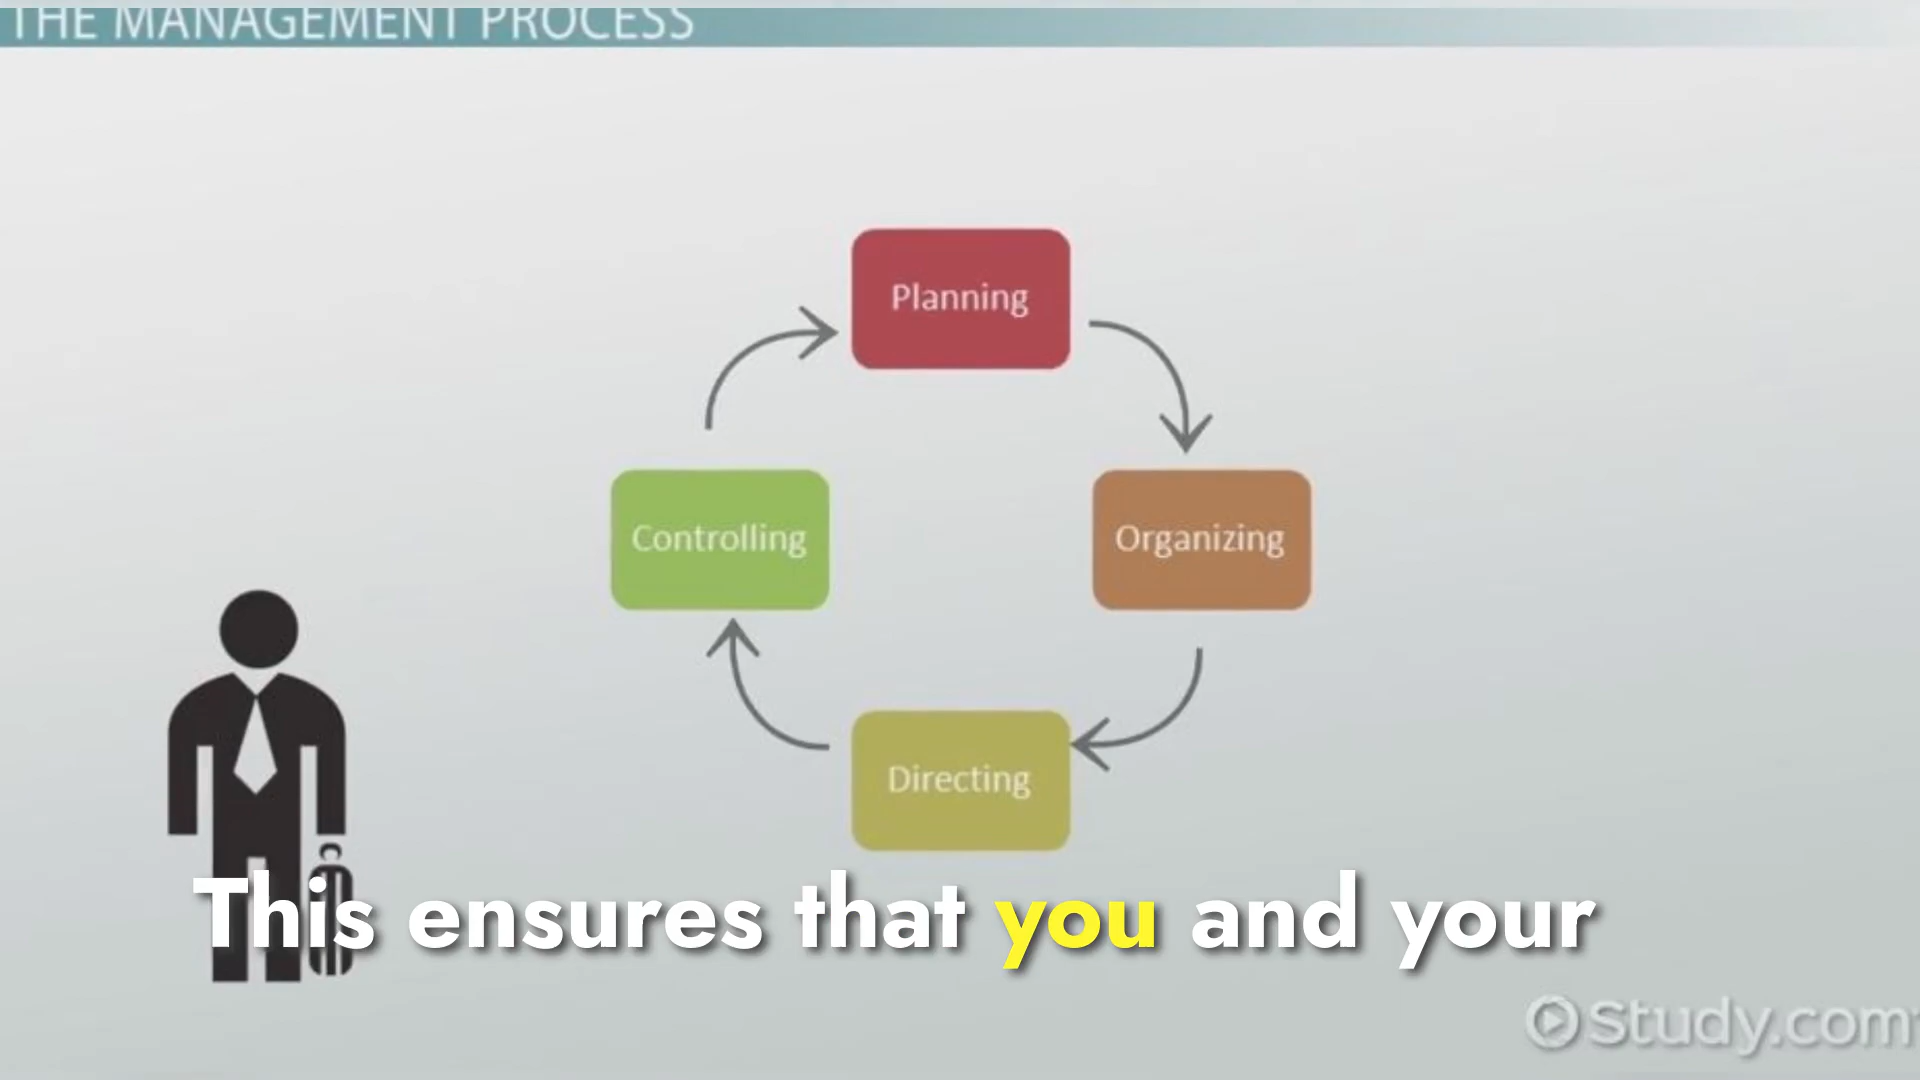 THE MANAGEMENT PROCESS
Planning
Controlling
Organizing
Directing
This ensures that you and your
Study.com